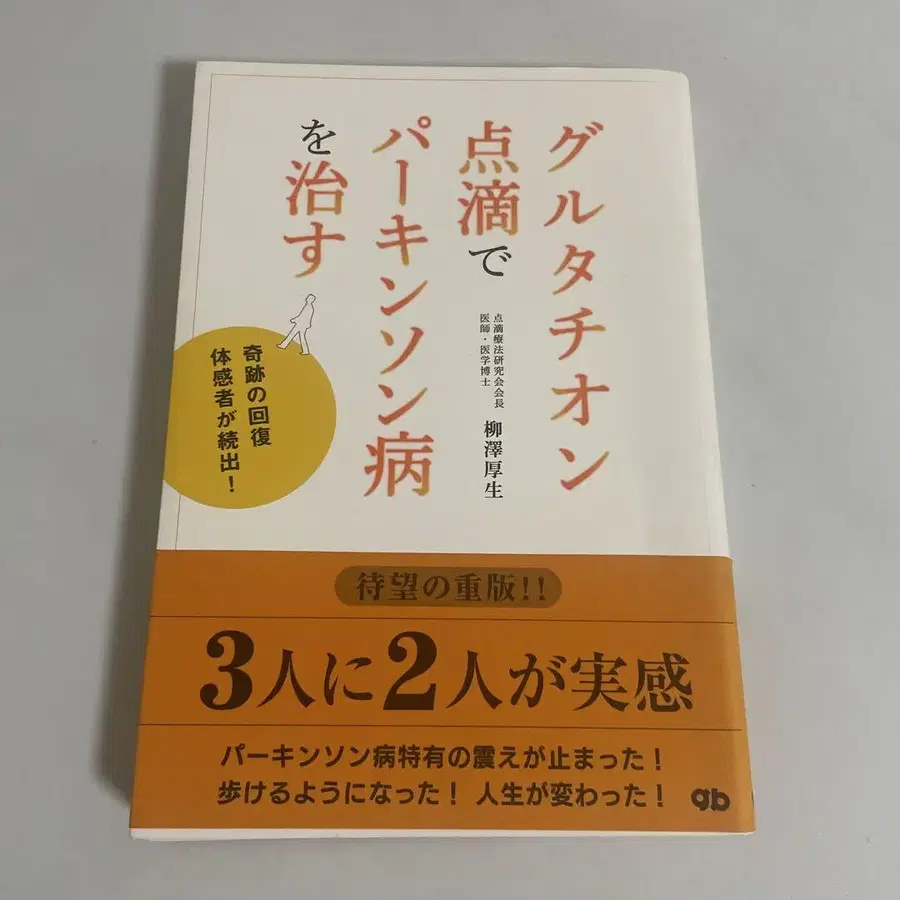 グルタチオン
点滴で
パーキンソン病
を治す
点滴療法研究会会長
医師・医学博士
柳澤厚生
奇跡の回復
体感者が続出!
待望の重版!!
3人に2人が実感
パーキンソン病特有の震えが止まった!
歩けるようになった! 人生が変わった!
gb